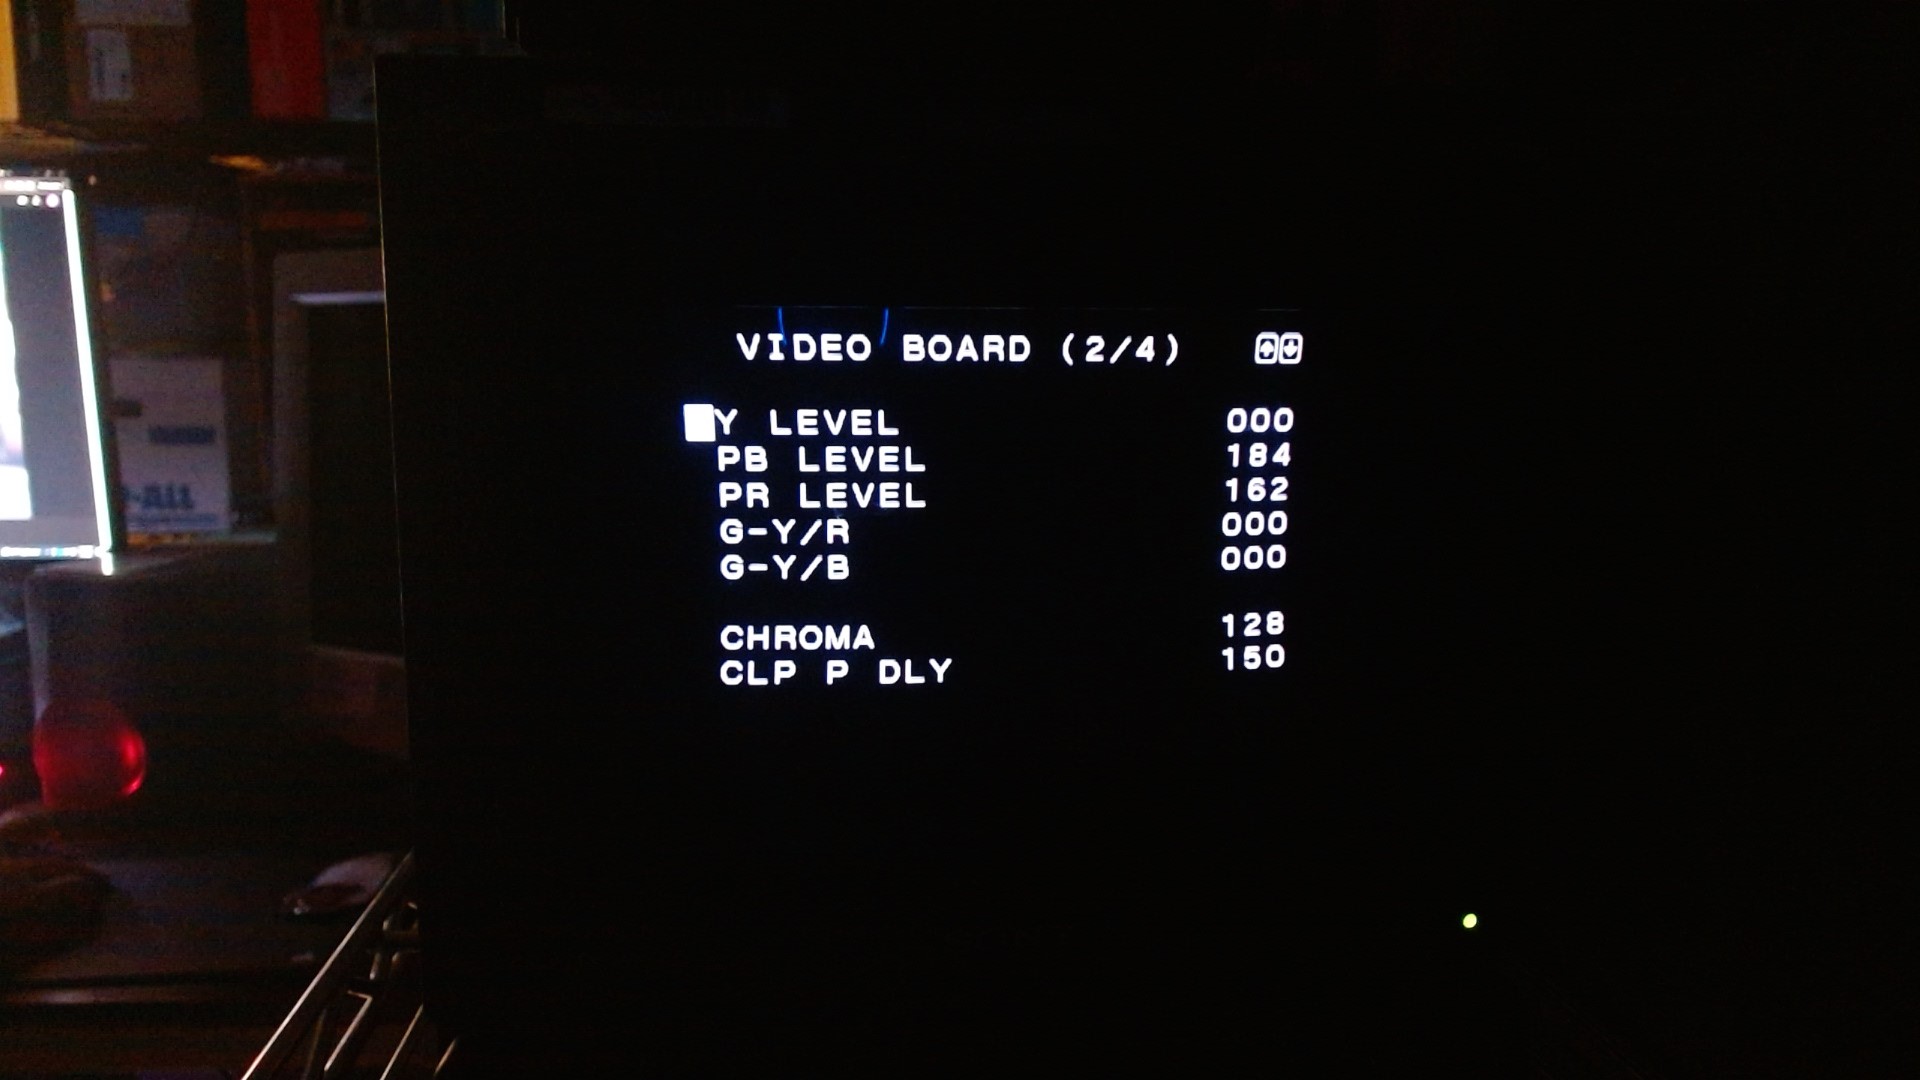 VIDEO BOARD (2/4)
Y LEVEL 000
PB LEVEL 184
PR LEVEL 162
G-Y/R 000
G-Y/B 000
CHROMA 128
CLP P DLY 150